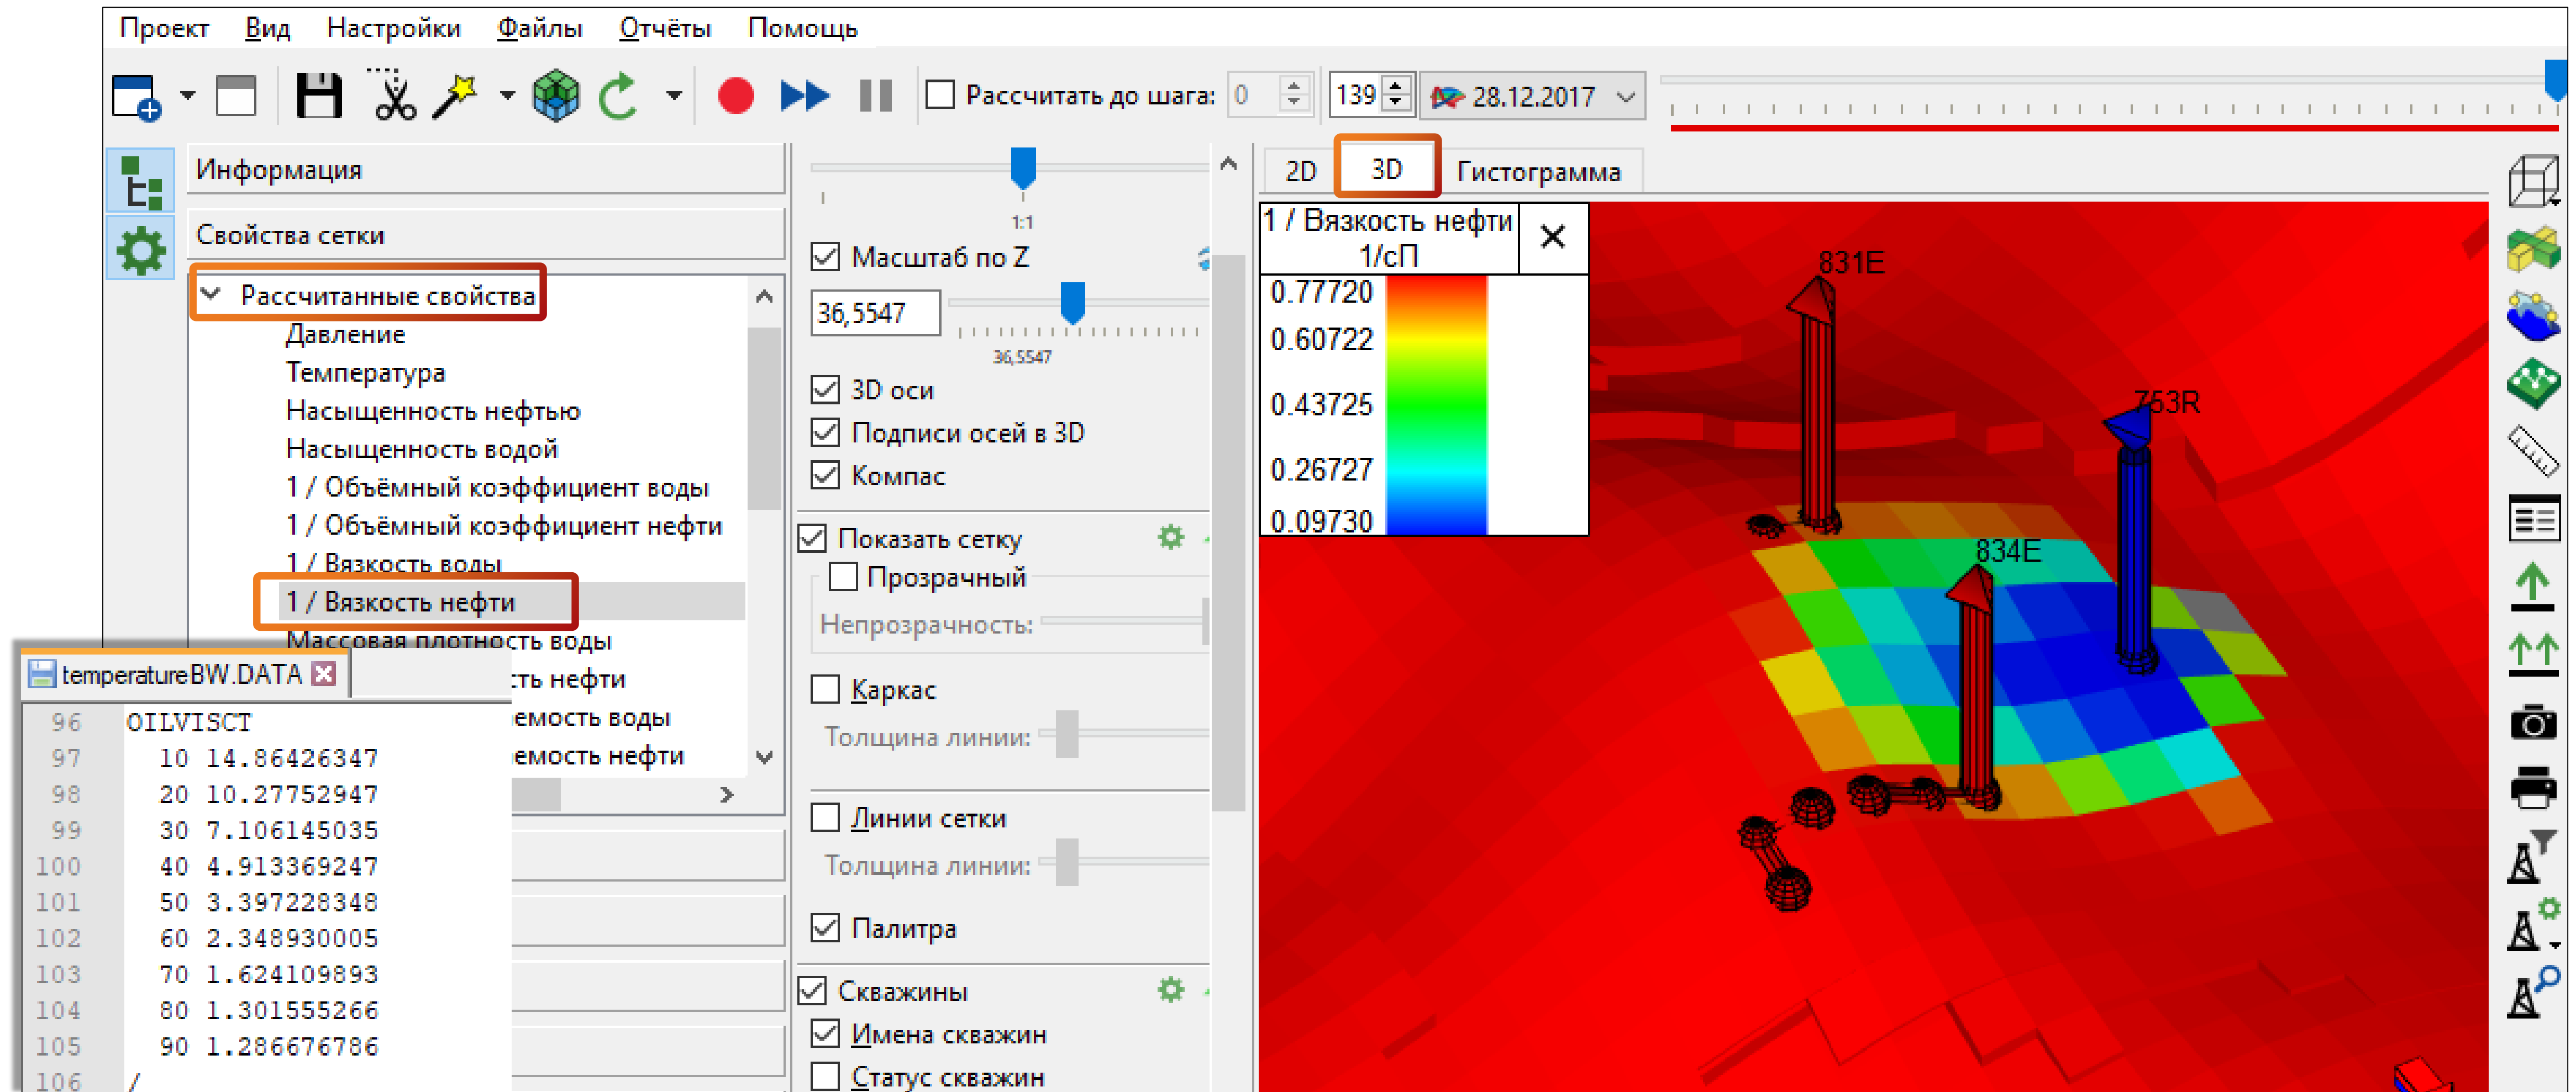 Проект Вид Настройки Файлы Отчёты Помощь
Рассчитать до шага: 0 139 28.12.2017
Информация
Свойства сетки
Рассчитанные свойства
Давление
Температура
Насыщенность нефтью
Насыщенность водой
1 / Объёмный коэффициент воды
1 / Объёмный коэффициент нефти
1 / Вязкость воды
1 / Вязкость нефти
Массовая плотность воды
сть нефти
емость воды
емость нефти
temperatureBW.DATA
96 OILVISCT
97 10 14.86426347
98 20 10.27752947
99 30 7.106145035
100 40 4.913369247
101 50 3.397228348
102 60 2.348930005
103 70 1.624109893
104 80 1.301555266
105 90 1.286676786
106 /
1:1
Масштаб по Z
36,5547
36,5547
3D оси
Подписи осей в 3D
Компас
Показать сетку
Прозрачный
Непрозрачность:
Каркас
Толщина линии:
Линии сетки
Толщина линии:
Палитра
Скважины
Имена скважин
Статус скважин
2D 3D Гистограмма
1 / Вязкость нефти
1/сП
0.77720
0.60722
0.43725
0.26727
0.09730
831E
753R
834E